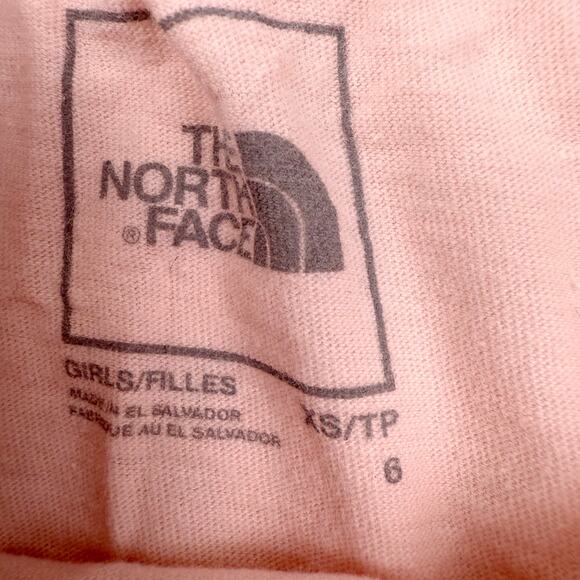 THE
NORTH
® FACE
GIRLS/FILLES
MADE IN EL SALVADOR
XS/TP
FABRIQUE AU EL SALVADOR
6